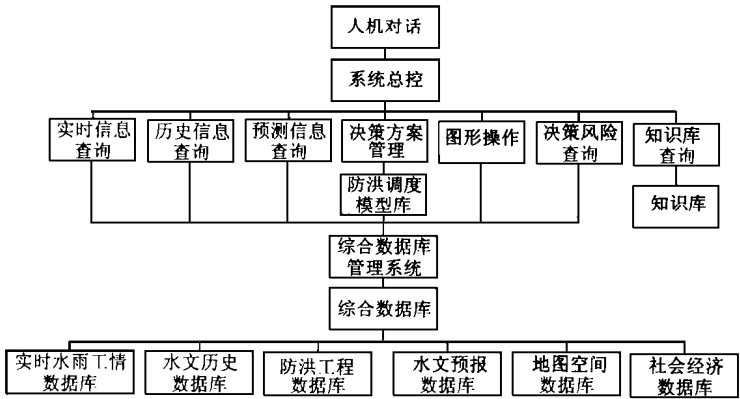 人机对话
系统总控
实时信息
查询
历史信息
查询
预测信息
查询
决策方案
管理
图形操作
决策风险
查询
知识库
查询
防洪调度
模型库
知识库
综合数据库
管理系统
综合数据库
实时水雨工情
数据库
水文历史
数据库
防洪工程
数据库
水文预报
数据库
地图空间
数据库
社会经济
数据库